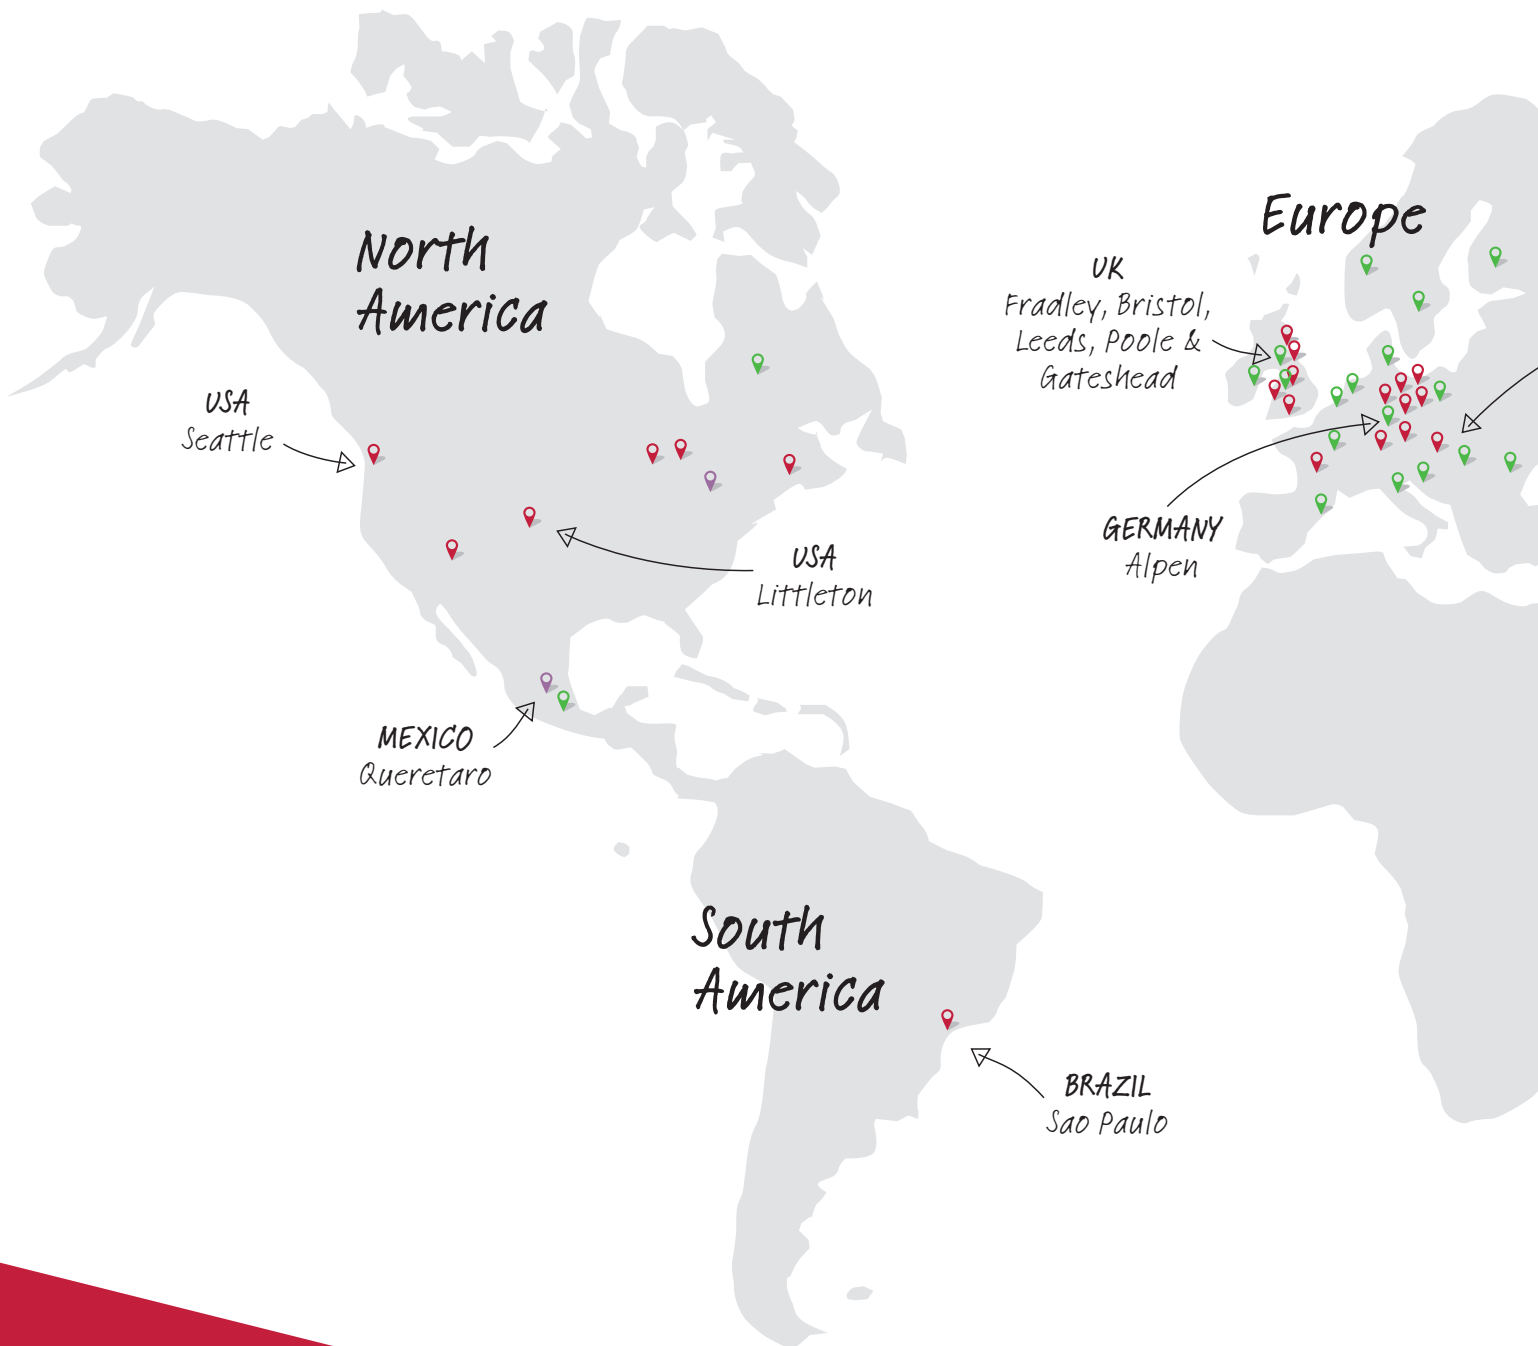 North
America
Europe
UK
Fradley, Bristol,
Leeds, Poole &
Gateshead
USA
Seattle
GERMANY
Alpen
USA
Littleton
MEXICO
Queretaro
South
America
BRAZIL
Sao Paulo